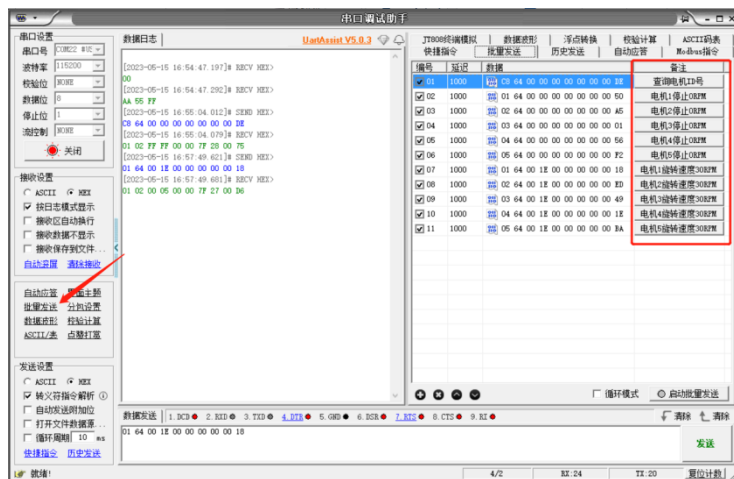 串口调试助手
串口设置
串口号 COM22 #US
波特率 115200
校验位 NONE
数据位 8
停止位 1
流控制 NONE
关闭
接收设置
ASCII HEX
按日志模式显示
接收区自动换行
接收数据不显示
接收保存到文件...
自动滚屏 清除接收
自动应答 界面主题
批量发送 分包设置
数据波形 校验计算
ASCII/表 点赞打赏
发送设置
ASCII HEX
转义符指令解析
自动发送附加位
打开文件数据源...
循环周期 10 ms
快捷指令 历史发送
数据日志 UartAssist V5.0.3
[2023-05-15 16:54:47.197]# RECV HEX>
00
[2023-05-15 16:54:47.292]# RECV HEX>
AA 55 FF
[2023-05-15 16:55:04.012]# SEND HEX>
C8 64 00 00 00 00 00 00 00 DE
[2023-05-15 16:55:04.079]# RECV HEX>
01 02 FF FF 00 00 7F 28 00 75
[2023-05-15 16:57:49.621]# SEND HEX>
01 64 00 1E 00 00 00 00 00 18
[2023-05-15 16:57:49.681]# RECV HEX>
01 02 00 05 00 00 7F 27 00 D6
JT808终端模拟 数据波形 浮点转换 校验计算 ASCII码表
快捷指令 批量发送 历史发送 自动应答 Modbus指令
编号 延迟 数据 备注
01 1000 C8 64 00 00 00 00 00 00 00 DE 查询电机ID号
02 1000 01 64 00 00 00 00 00 00 00 50 电机1停止0RPM
03 1000 02 64 00 00 00 00 00 00 00 A5 电机2停止0RPM
04 1000 03 64 00 00 00 00 00 00 00 01 电机3停止0RPM
05 1000 04 64 00 00 00 00 00 00 00 56 电机4停止0RPM
06 1000 05 64 00 00 00 00 00 00 00 F2 电机5停止0RPM
07 1000 01 64 00 1E 00 00 00 00 00 18 电机1旋转速度30RPM
08 1000 02 64 00 1E 00 00 00 00 00 ED 电机2旋转速度30RPM
09 1000 03 64 00 1E 00 00 00 00 00 49 电机3旋转速度30RPM
10 1000 04 64 00 1E 00 00 00 00 00 1E 电机4旋转速度30RPM
11 1000 05 64 00 1E 00 00 00 00 00 BA 电机5旋转速度30RPM
循环模式 启动批量发送
数据发送 1.DCD 2.RXD 3.TXD 4.DTR 5.GND 6.DSR 7.RTS 8.CTS 9.RI 清除 清除
01 64 00 1E 00 00 00 00 00 18
发送
就绪! 4/2 RX:24 TX:20 复位计数